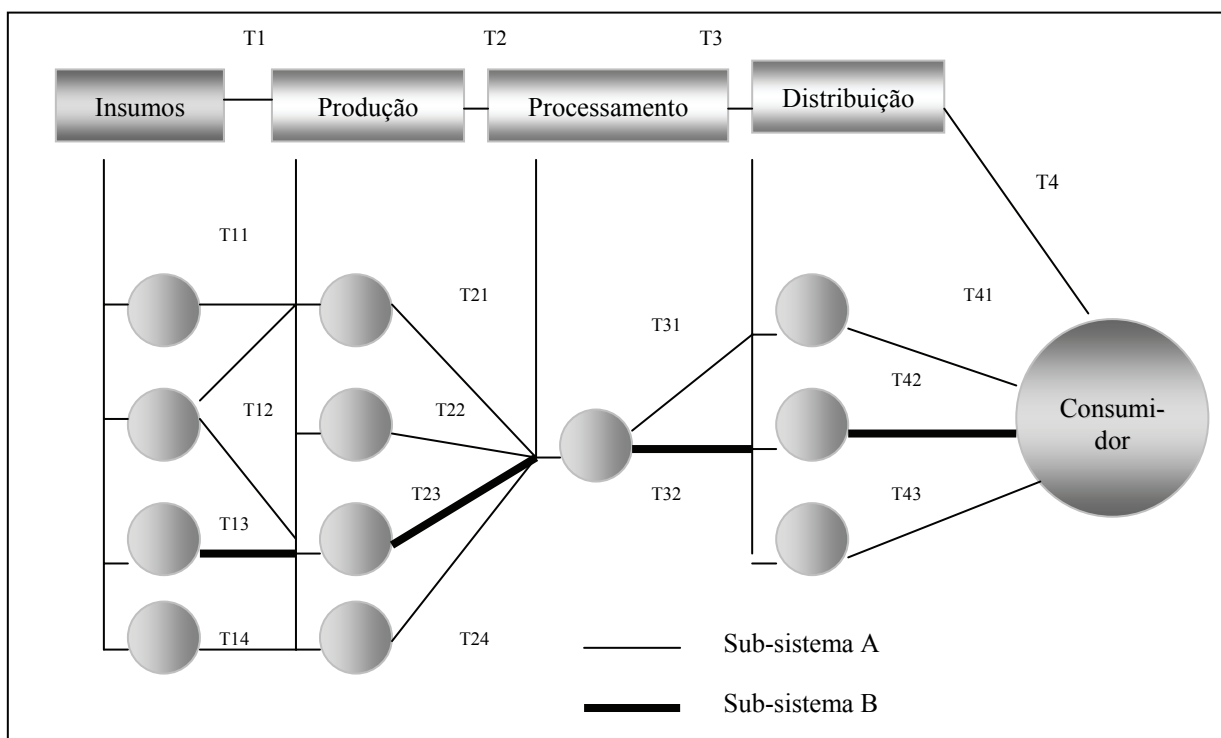 T1
T2
T3
Insumos
Produção
Processamento
Distribuição
T4
T11
T21
T31
T41
T12
T22
T42
Consumi-
dor
T13
T23
T32
T43
T14
T24
Sub-sistema A
Sub-sistema B